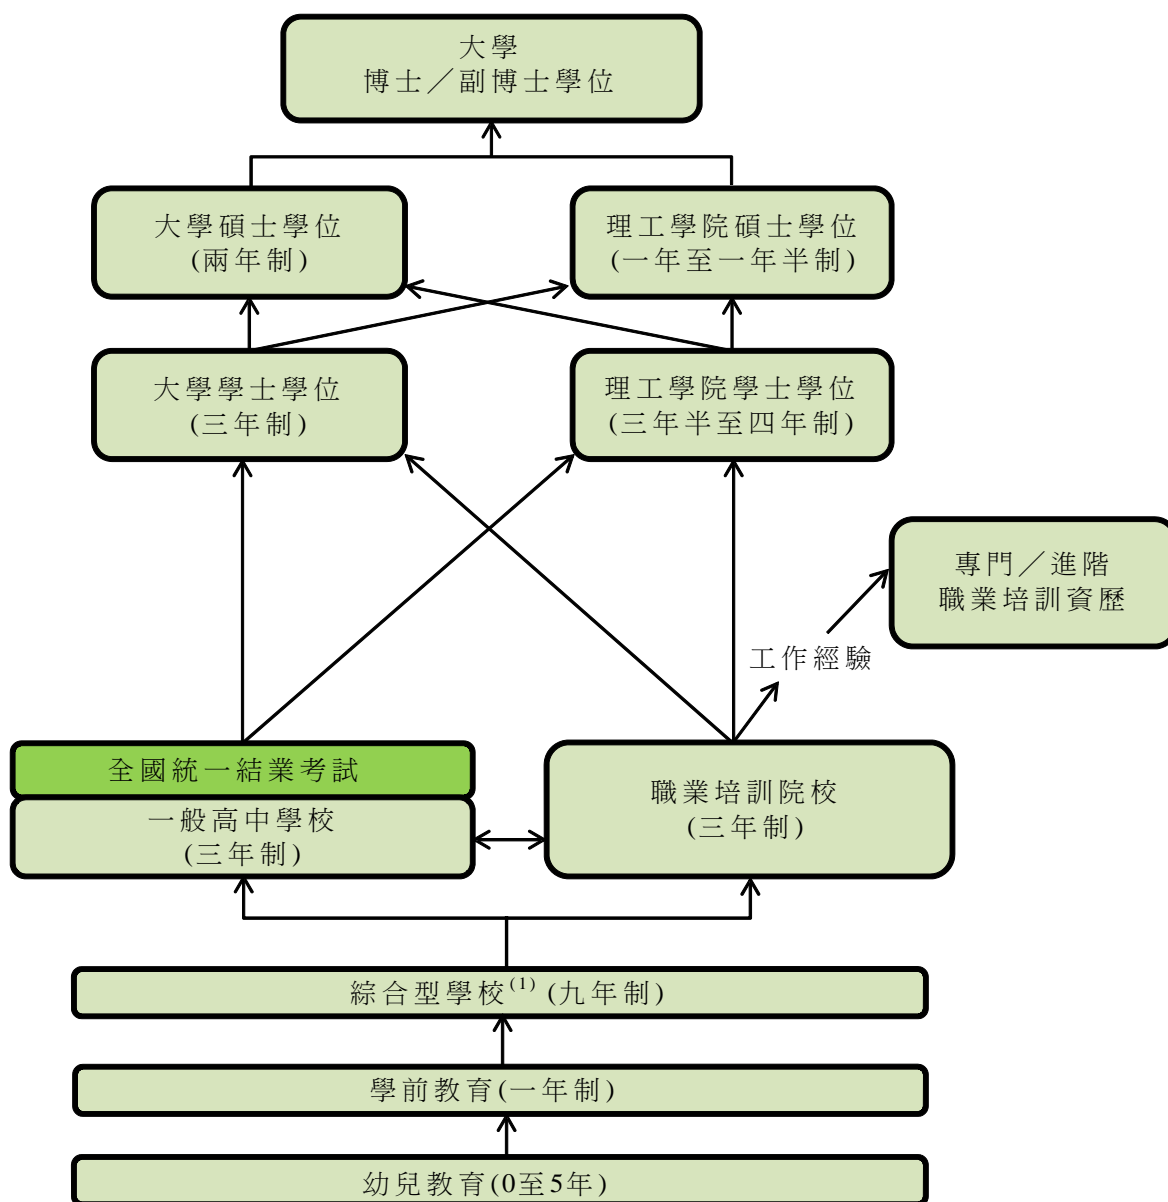 大學
博士／副博士學位
大學碩士學位
(兩年制)
理工學院碩士學位
(一年至一年半制)
大學學士學位
(三年制)
理工學院學士學位
(三年半至四年制)
專門／進階
職業培訓資歷
工作經驗
全國統一結業考試
一般高中學校
(三年制)
職業培訓院校
(三年制)
綜合型學校(1)(九年制)
學前教育(一年制)
幼兒教育(0至5年)